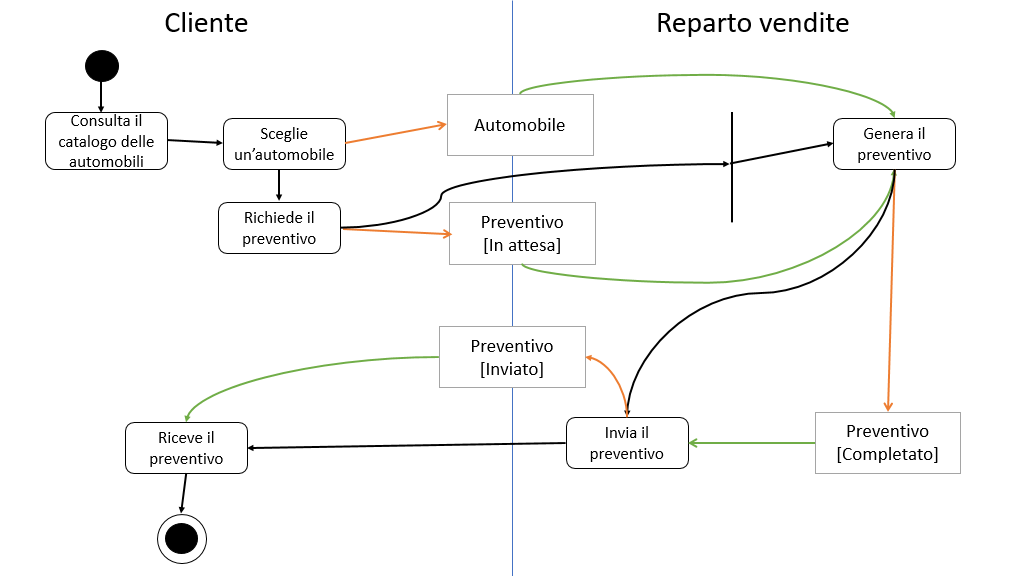 Cliente
Reparto vendite
Consulta il
catalogo delle
automobili
Sceglie
un'automobile
Automobile
Genera il
preventivo
Richiede il
preventivo
Preventivo
[In attesa]
Preventivo
[Inviato]
Riceve il
preventivo
Invia il
preventivo
Preventivo
[Completato]